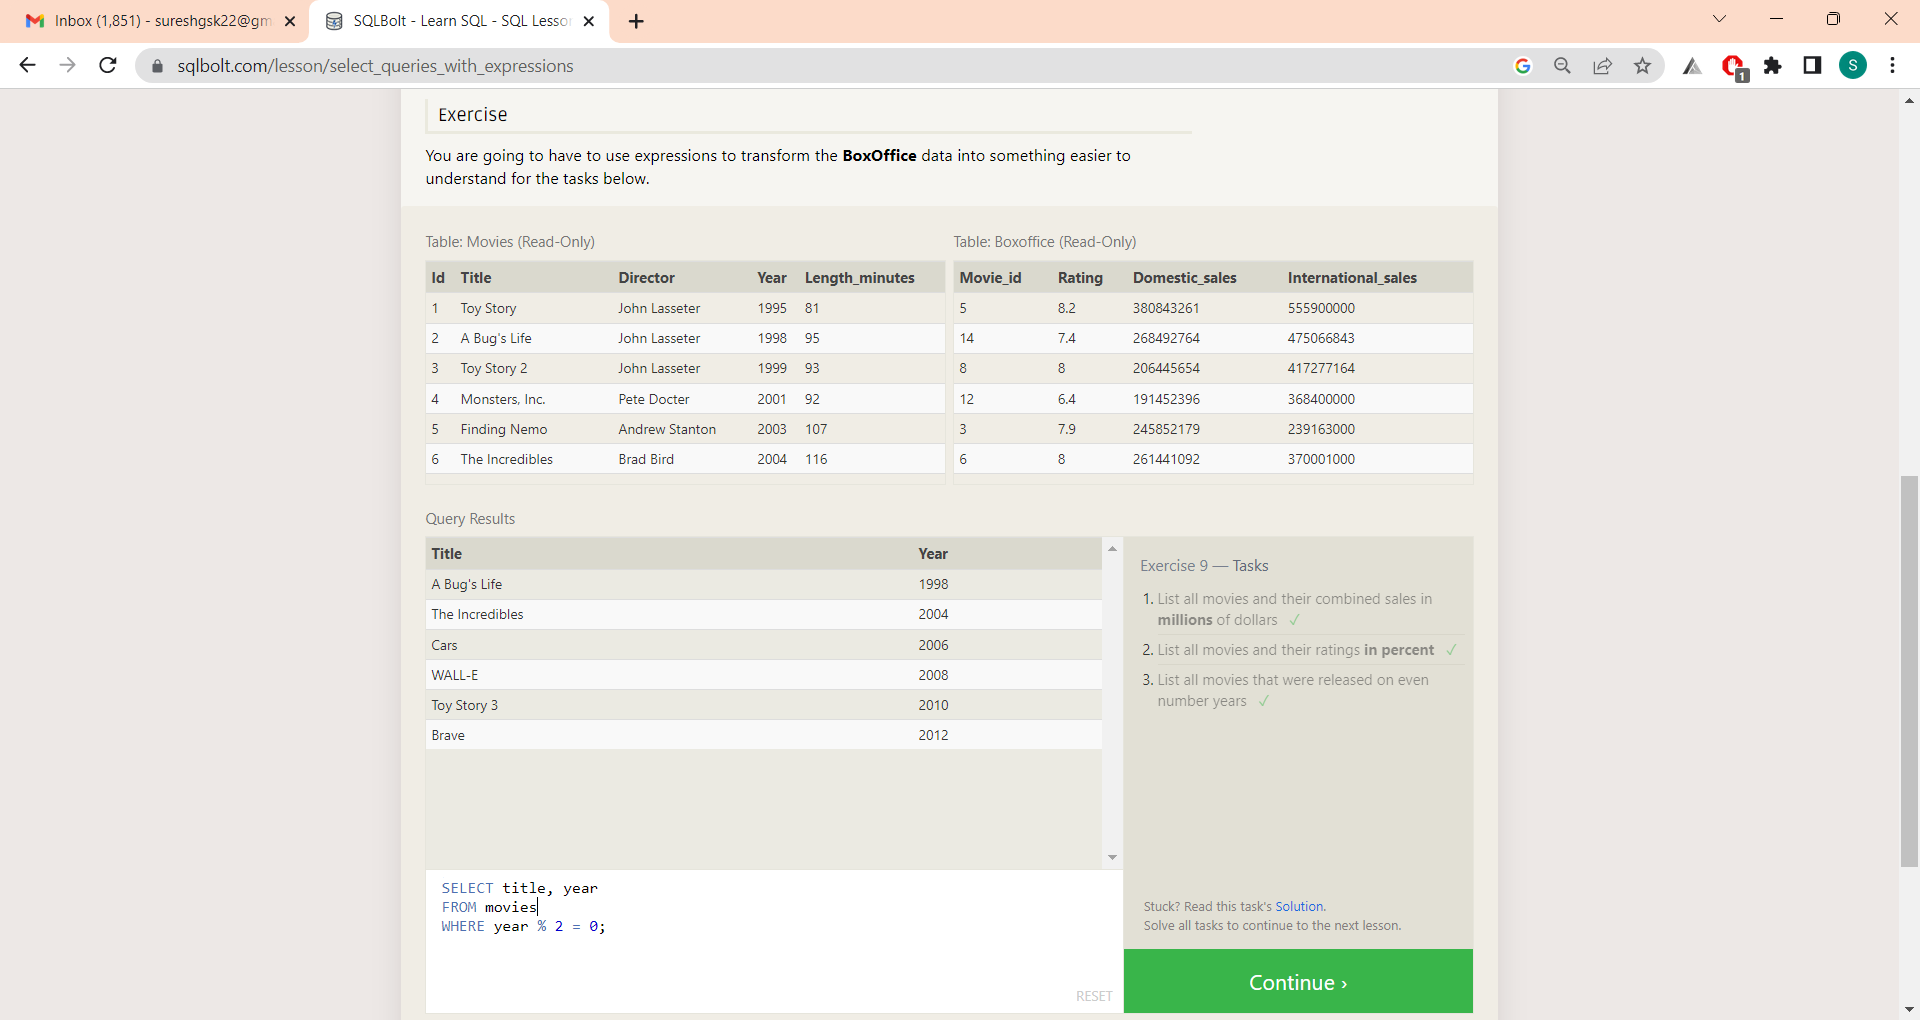 Inbox (1,851) - sureshgsk22@gm
SQLBolt - Learn SQL - SQL Lesso
sqlbolt.com/lesson/select_queries_with_expressions
1
S
Exercise
You are going to have to use expressions to transform the BoxOffice data into something easier to
understand for the tasks below.
Table: Movies (Read-Only)
Id Title Director Year Length_minutes
1 Toy Story John Lasseter 1995 81
2 A Bug's Life John Lasseter 1998 95
3 Toy Story 2 John Lasseter 1999 93
4 Monsters, Inc. Pete Docter 2001 92
5 Finding Nemo Andrew Stanton 2003 107
6 The Incredibles Brad Bird 2004 116
Table: Boxoffice (Read-Only)
Movie_id Rating Domestic_sales International_sales
5 8.2 380843261 555900000
14 7.4 268492764 475066843
8 8 206445654 417277164
12 6.4 191452396 368400000
3 7.9 245852179 239163000
6 8 261441092 370001000
Query Results
Title Year
A Bug's Life 1998
The Incredibles 2004
Cars 2006
WALL-E 2008
Toy Story 3 2010
Brave 2012
SELECT title, year
FROM movies
WHERE year % 2 = 0;
RESET
Exercise 9 — Tasks
1. List all movies and their combined sales in
millions of dollars ✓
2. List all movies and their ratings in percent ✓
3. List all movies that were released on even
number years ✓
Stuck? Read this task's Solution.
Solve all tasks to continue to the next lesson.
Continue ›